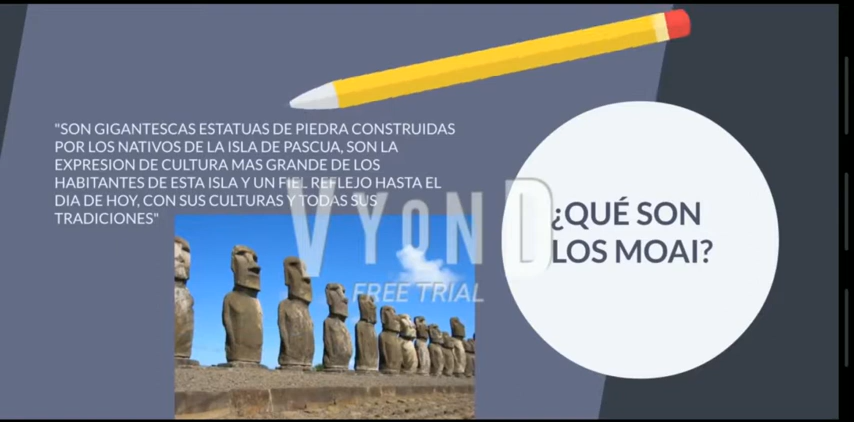 "SON GIGANTESCAS ESTATUAS DE PIEDRA CONSTRUIDAS
POR LOS NATIVOS DE LA ISLA DE PASCUA, SON LA
EXPRESION DE CULTURA MAS GRANDE DE LOS
HABITANTES DE ESTA ISLA Y UN FIEL REFLEJO HASTA EL
DIA DE HOY, CON SUS CULTURAS Y TODAS SUS
TRADICIONES"
¿QUÉ SON
LOS MOAI?
VYOND
FREE TRIAL